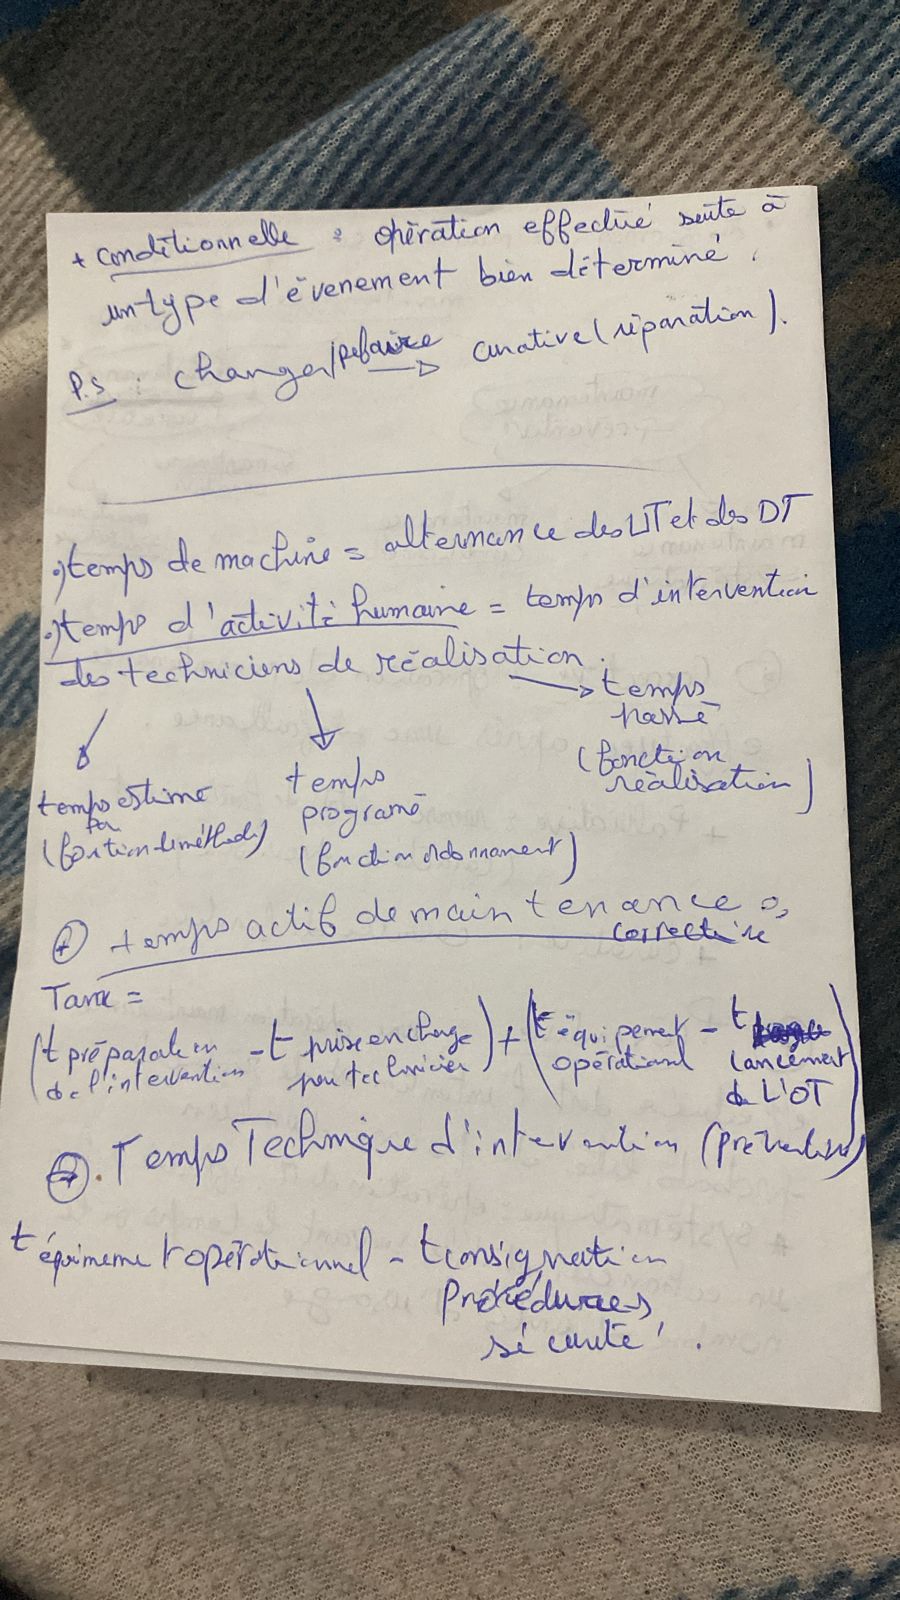 + conditionnelle : opération effectué suite à
un type d'évenement bien déterminé.
P.S : changer/refaire → curative (réparation).
•) temps de machine = alternance des UT et des DT
•) temps d'activité humaine = temps d'intervention
des techniciens de réalisation.
temps passé (fonction réalisation)
temps estimé par (fonction méthode)
temps programé (fonction ordonnament)
+ temps actif de maintenance
corrective
=
(t préparation de l'intervention - t prise en charge par technicien) + (t équipement opérationnel - t lancement de L'OT)
Temps Technique d'intervention (préventive)
t équipement opérationnel - t consignation
procédures
sécurité.